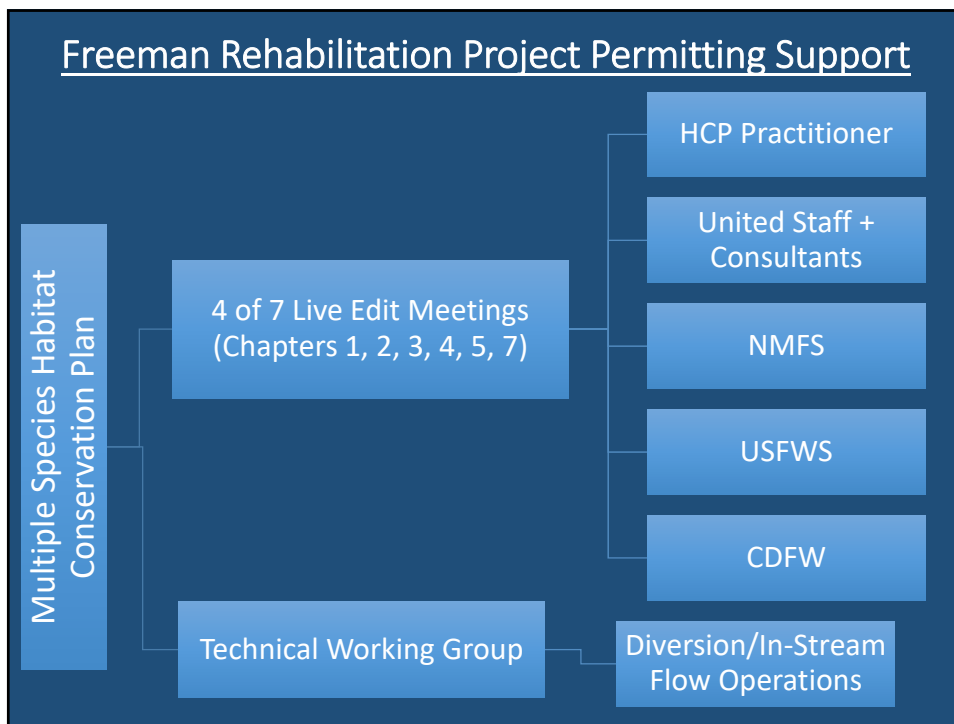 Freeman Rehabilitation Project Permitting Support
Multiple Species Habitat
Conservation Plan
4 of 7 Live Edit Meetings
(Chapters 1, 2, 3, 4, 5, 7)
HCP Practitioner
United Staff +
Consultants
NMFS
USFWS
CDFW
Technical Working Group
Diversion/In-Stream
Flow Operations